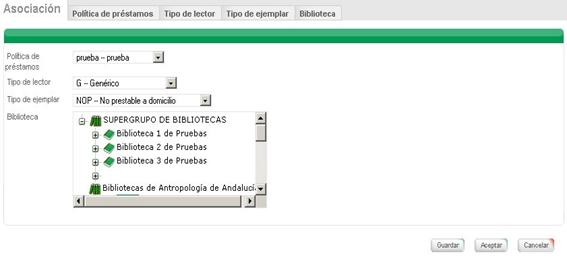 Asociación Política de préstamos Tipo de lector Tipo de ejemplar Biblioteca
Política de préstamos prueba – prueba
Tipo de lector G – Genérico
Tipo de ejemplar NOP – No prestable a domicilio
Biblioteca SUPERGRUPO DE BIBLIOTECAS
Biblioteca 1 de Pruebas
Biblioteca 2 de Pruebas
Biblioteca 3 de Pruebas
Bibliotecas de Antropología de Andalucí
Guardar Aceptar Cancelar